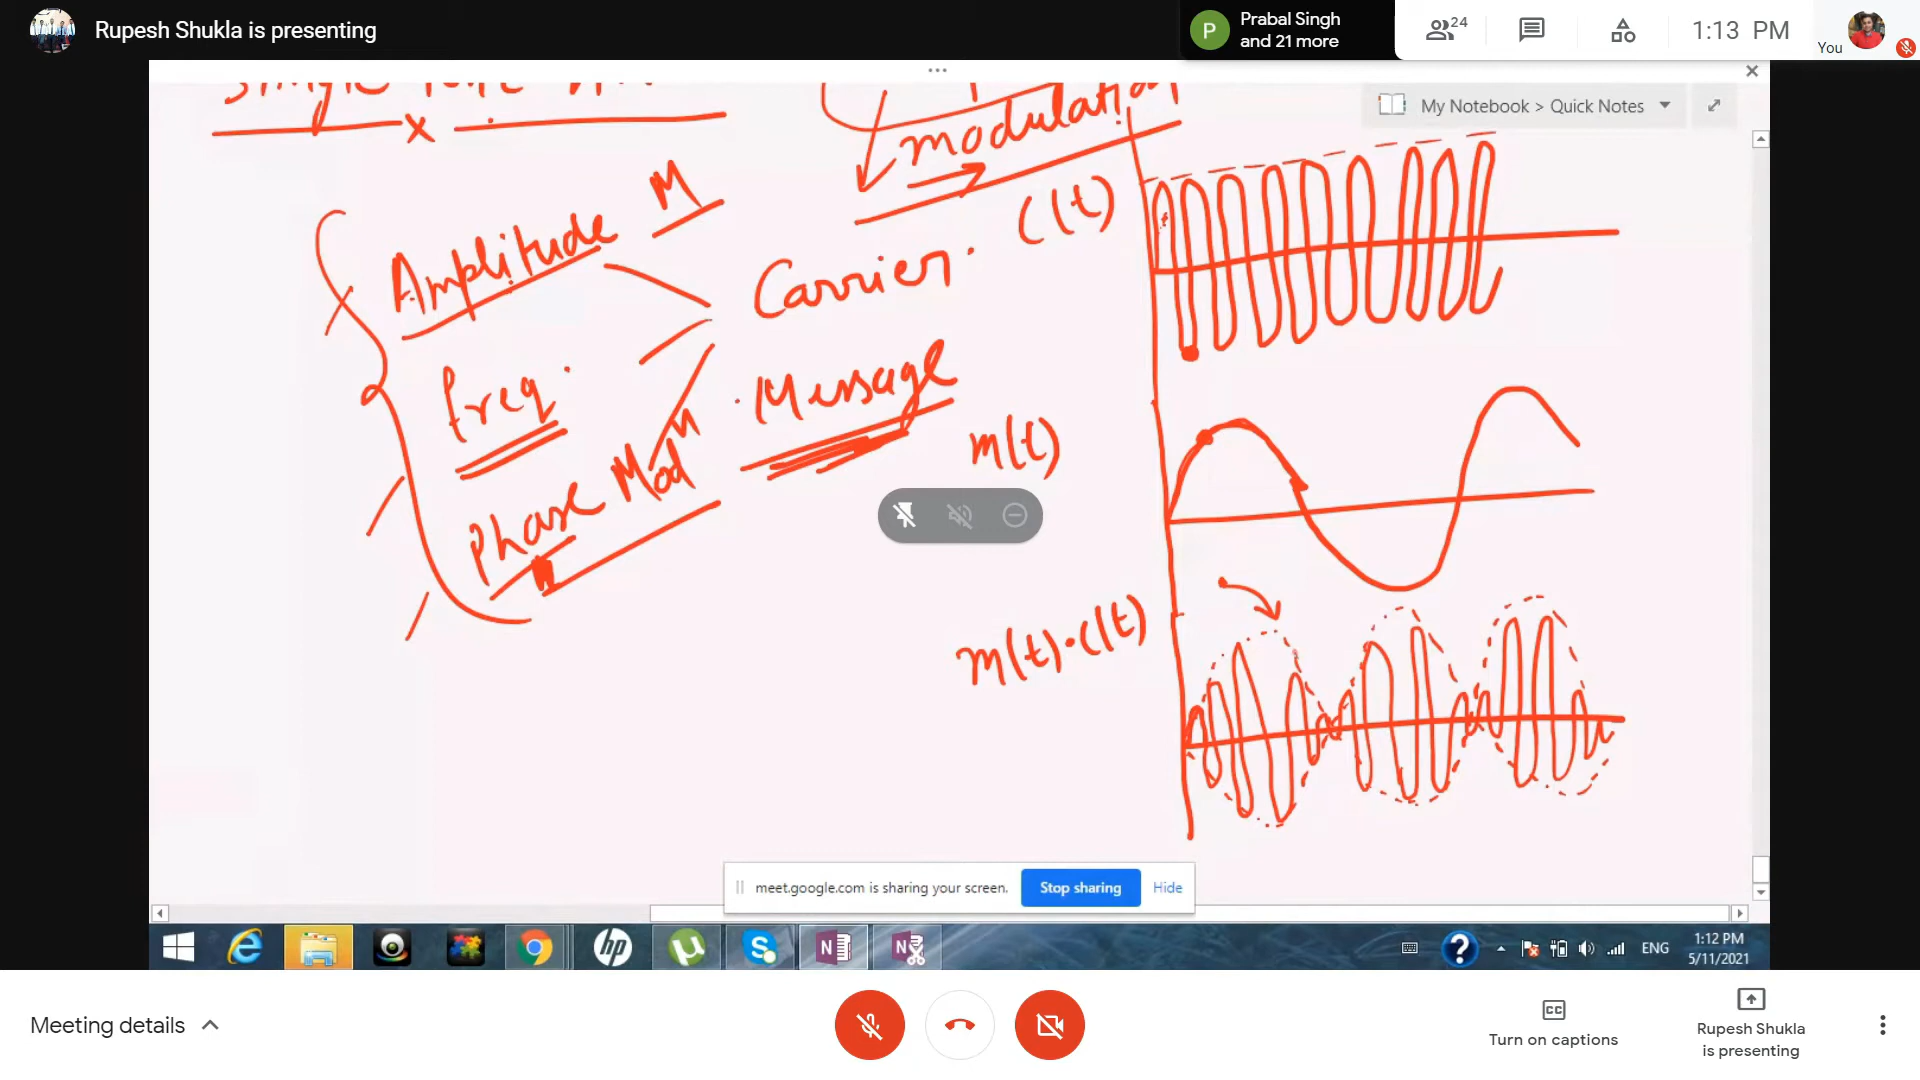 Rupesh Shukla is presenting
P
Prabal Singh
and 21 more
24
1:13 PM
You
My Notebook > Quick Notes
modulation
Amplitude M
Carrier
C(t)
freq.
Message
m(t)
Phase Mod
m(t)·c(t)
meet.google.com is sharing your screen.
Stop sharing
Hide
hp
N
N
ENG
1:12 PM
5/11/2021
Meeting details
CC
Turn on captions
Rupesh Shukla
is presenting